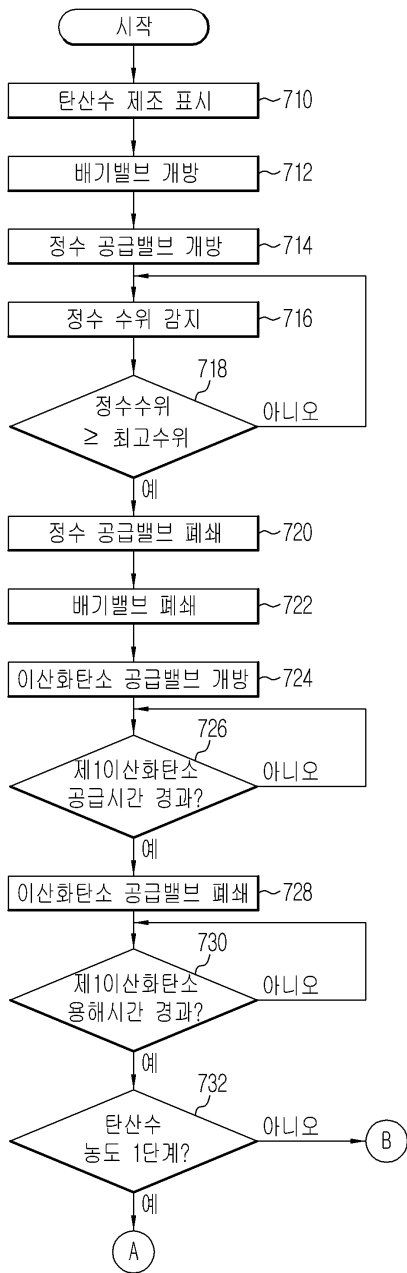 시작
탄산수 제조 표시
710
배기밸브 개방
712
정수 공급밸브 개방
714
정수 수위 감지
716
718
정수수위
≥ 최고수위
아니오
예
정수 공급밸브 폐쇄
720
배기밸브 폐쇄
722
이산화탄소 공급밸브 개방
724
726
제1이산화탄소
공급시간 경과?
아니오
예
이산화탄소 공급밸브 폐쇄
728
730
제1이산화탄소
용해시간 경과?
아니오
예
732
탄산수
농도 1단계?
아니오
B
예
A